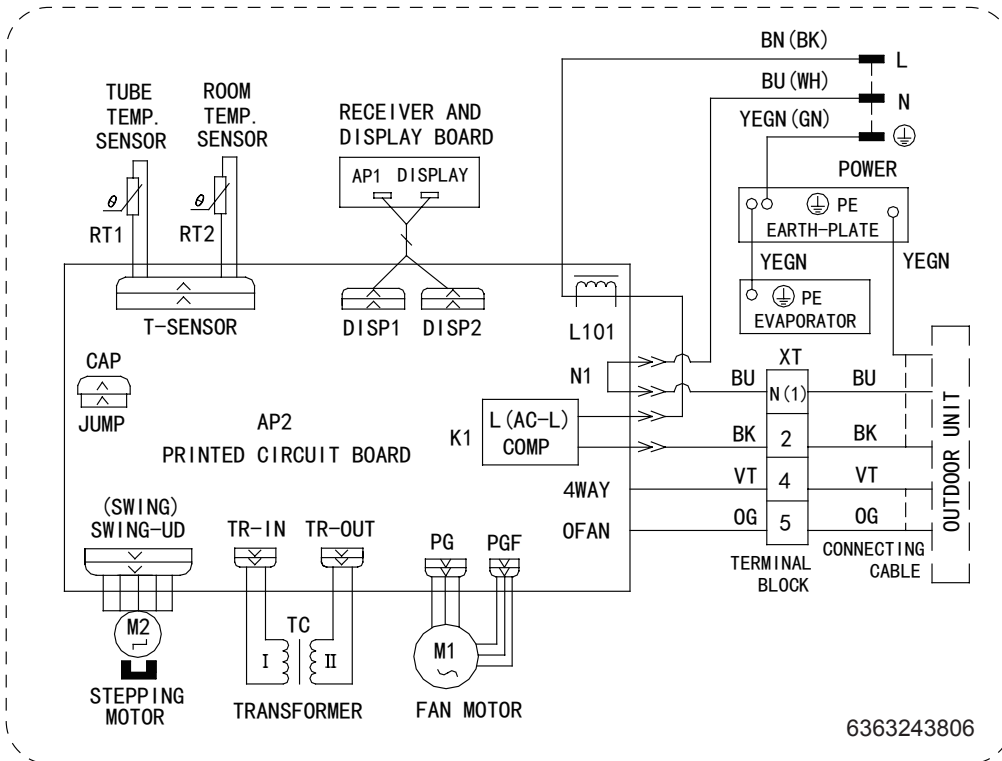 BN(BK)
L
BU(WH)
N
YEGN(GN)
POWER
TUBE
TEMP.
SENSOR
ROOM
TEMP.
SENSOR
RECEIVER AND
DISPLAY BOARD
AP1 DISPLAY
θ
RT1
θ
RT2
PE
EARTH-PLATE
YEGN
YEGN
PE
EVAPORATOR
T-SENSOR
DISP1
DISP2
L101
CAP
JUMP
N1
XT
BU
N(1)
BU
AP2
PRINTED CIRCUIT BOARD
K1
L(AC-L)
COMP
BK
2
BK
4WAY
VT
4
VT
OFAN
OG
5
OG
OUTDOOR UNIT
TERMINAL
BLOCK
CONNECTING
CABLE
(SWING)
SWING-UD
TR-IN
TR-OUT
PG
PGF
M2
STEPPING
MOTOR
TC
I
II
TRANSFORMER
M1
FAN MOTOR
6363243806